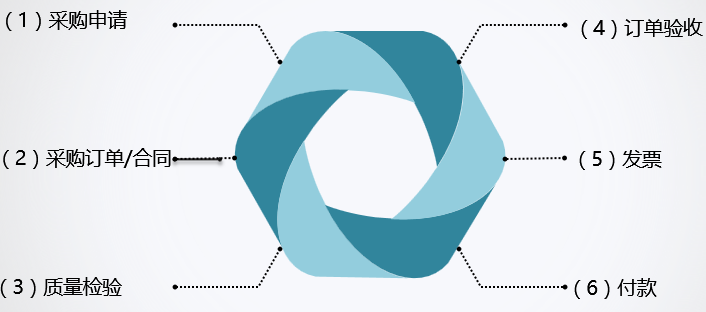 （1）采购申请
（2）采购订单/合同
（3）质量检验
（4）订单验收
（5）发票
（6）付款